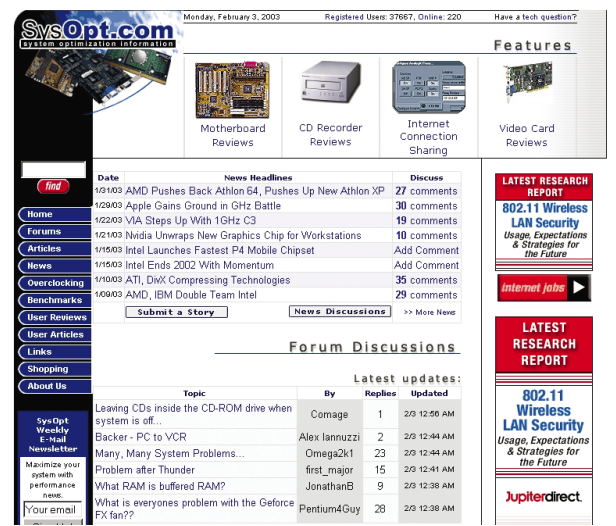 SysOpt.com
system optimization information
Monday, February 3, 2003
Registered Users: 37667, Online: 220
Have a tech question?
Features
Motherboard
Reviews
CD Recorder
Reviews
Internet
Connection
Sharing
Video Card
Reviews
find
Home
Forums
Articles
News
Overclocking
Benchmarks
User Reviews
User Articles
Links
Shopping
About Us
SysOpt
Weekly
E-Mail
Newsletter
Maximize your
system with
performance
news.
Your email
Date News Headlines Discuss
1/31/03 AMD Pushes Back Athlon 64, Pushes Up New Athlon XP 27 comments
1/29/03 Apple Gains Ground in GHz Battle 30 comments
1/22/03 VIA Steps Up With 1GHz C3 19 comments
1/21/03 Nvidia Unwraps New Graphics Chip for Workstations 10 comments
1/15/03 Intel Launches Fastest P4 Mobile Chipset Add Comment
1/15/03 Intel Ends 2002 With Momentum Add Comment
1/10/03 ATI, DivX Compressing Technologies 35 comments
1/09/03 AMD, IBM Double Team Intel 29 comments
Submit a Story News Discussions >> More News
Forum Discussions
Latest updates:
Topic By Replies Updated
Leaving CDs inside the CD-ROM drive when
system is off... Comage 1 2/3 12:56 AM
Backer - PC to VCR Alex Iannuzzi 2 2/3 12:44 AM
Many, Many System Problems... Omega2k1 23 2/3 12:44 AM
Problem after Thunder first_major 15 2/3 12:41 AM
What RAM is buffered RAM? JonathanB 9 2/3 12:38 AM
What is everyones problem with the Geforce
FX fan?? Pentium4Guy 28 2/3 12:38 AM
LATEST RESEARCH
REPORT
802.11 Wireless
LAN Security
Usage, Expectations
& Strategies for
the Future
internet jobs
LATEST
RESEARCH
REPORT
802.11
Wireless
LAN Security
Usage, Expectations
& Strategies for
the Future
Jupiterdirect.